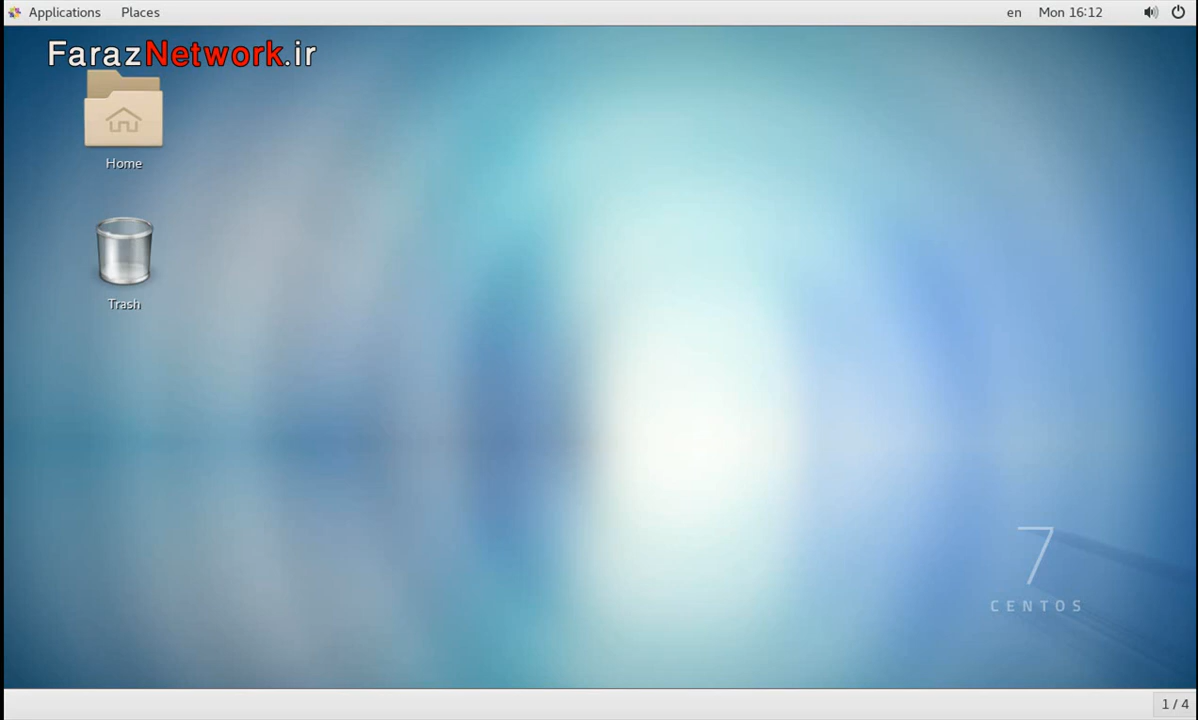 Applications Places en Mon 16:12
FarazNetwork.ir
Home
Trash
7
CENTOS
1 / 4